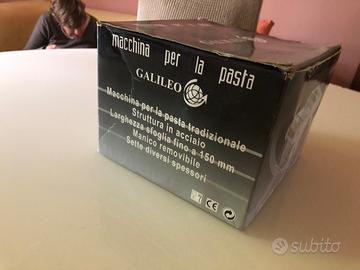 macchina per la pasta
GALILEO
Macchina per la pasta tradizionale
Struttura in acciaio
Larghezza sfoglia fino a 150 mm
Manico removibile
Sette diversi spessori
CE
subito